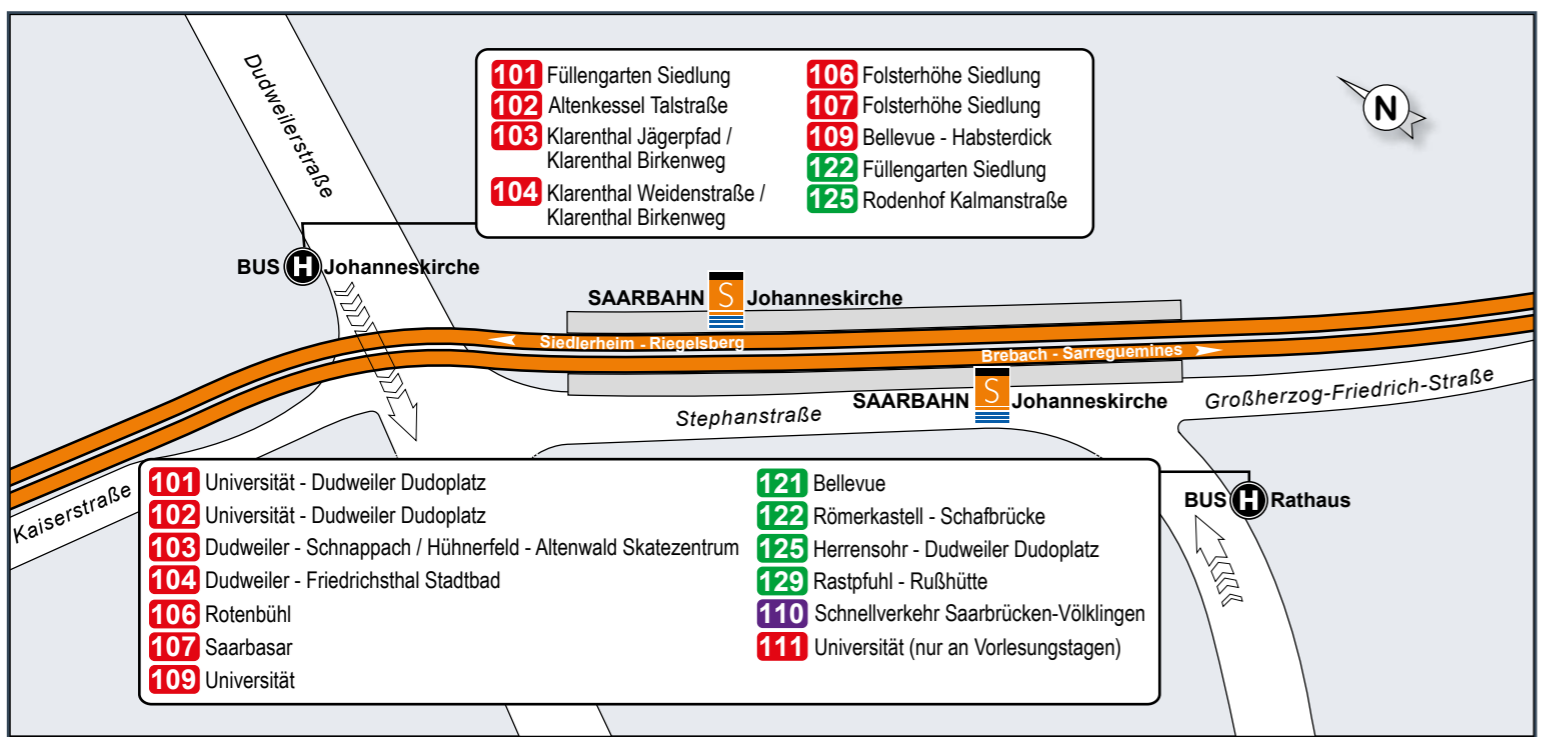 Dudweilerstraße
101 Füllengarten Siedlung
102 Altenkessel Talstraße
103 Klarenthal Jägerpfad /
Klarenthal Birkenweg
104 Klarenthal Weidenstraße /
Klarenthal Birkenweg
106 Folsterhöhe Siedlung
107 Folsterhöhe Siedlung
109 Bellevue - Habsterdick
122 Füllengarten Siedlung
125 Rodenhof Kalmanstraße
N
BUS H Johanneskirche
SAARBAHN S Johanneskirche
Siedlerheim - Riegelsberg
Brebach - Sarreguemines
SAARBAHN S Johanneskirche
Stephanstraße
Großherzog-Friedrich-Straße
Kaiserstraße
101 Universität - Dudweiler Dudoplatz
102 Universität - Dudweiler Dudoplatz
103 Dudweiler - Schnappach / Hühnerfeld - Altenwald Skatezentrum
104 Dudweiler - Friedrichsthal Stadtbad
106 Rotenbühl
107 Saarbasar
109 Universität
121 Bellevue
122 Römerkastell - Schafbrücke
125 Herrensohr - Dudweiler Dudoplatz
129 Rastpfuhl - Rußhütte
110 Schnellverkehr Saarbrücken-Völklingen
111 Universität (nur an Vorlesungstagen)
BUS H Rathaus